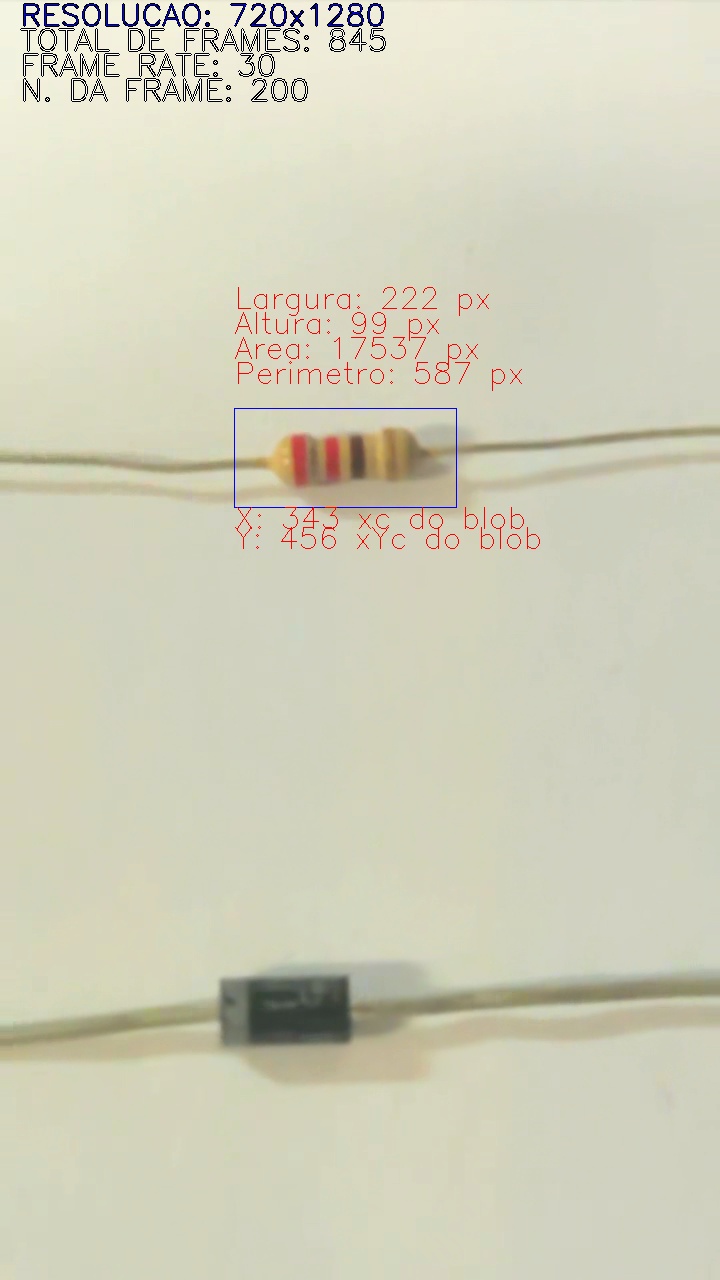 RESOLUCAO: 720x1280
TOTAL DE FRAMES: 845
FRAME RATE: 30
N. DA FRAME: 200
Largura: 222 px
Altura: 99 px
Area: 17537 px
Perimetro: 587 px
X: 343 xc do blob
Y: 456 xYc do blob